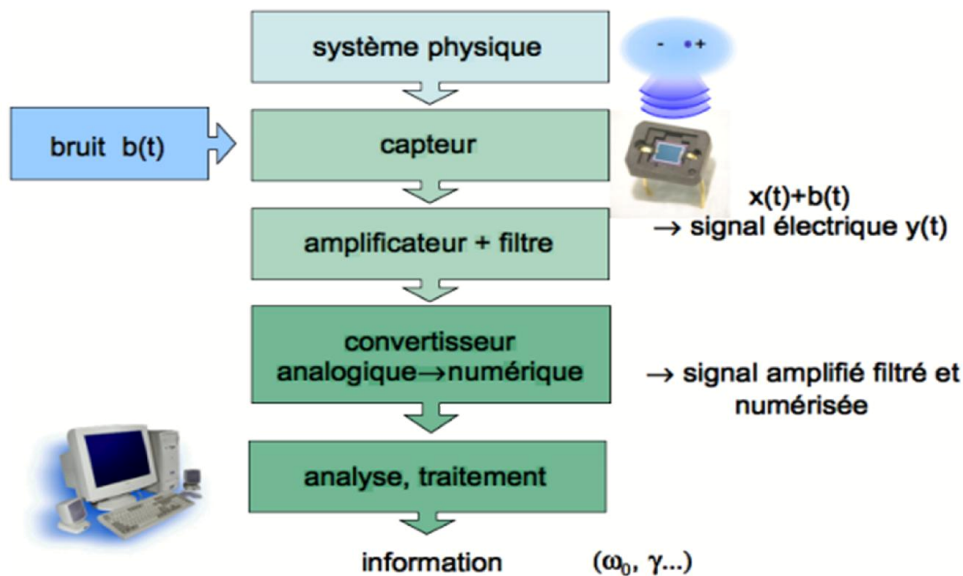 système physique
- +
bruit b(t)
capteur
x(t)+b(t)
→ signal électrique y(t)
amplificateur + filtre
convertisseur
analogique→numérique
→ signal amplifié filtré et
numérisée
analyse, traitement
information (ω₀, γ...)